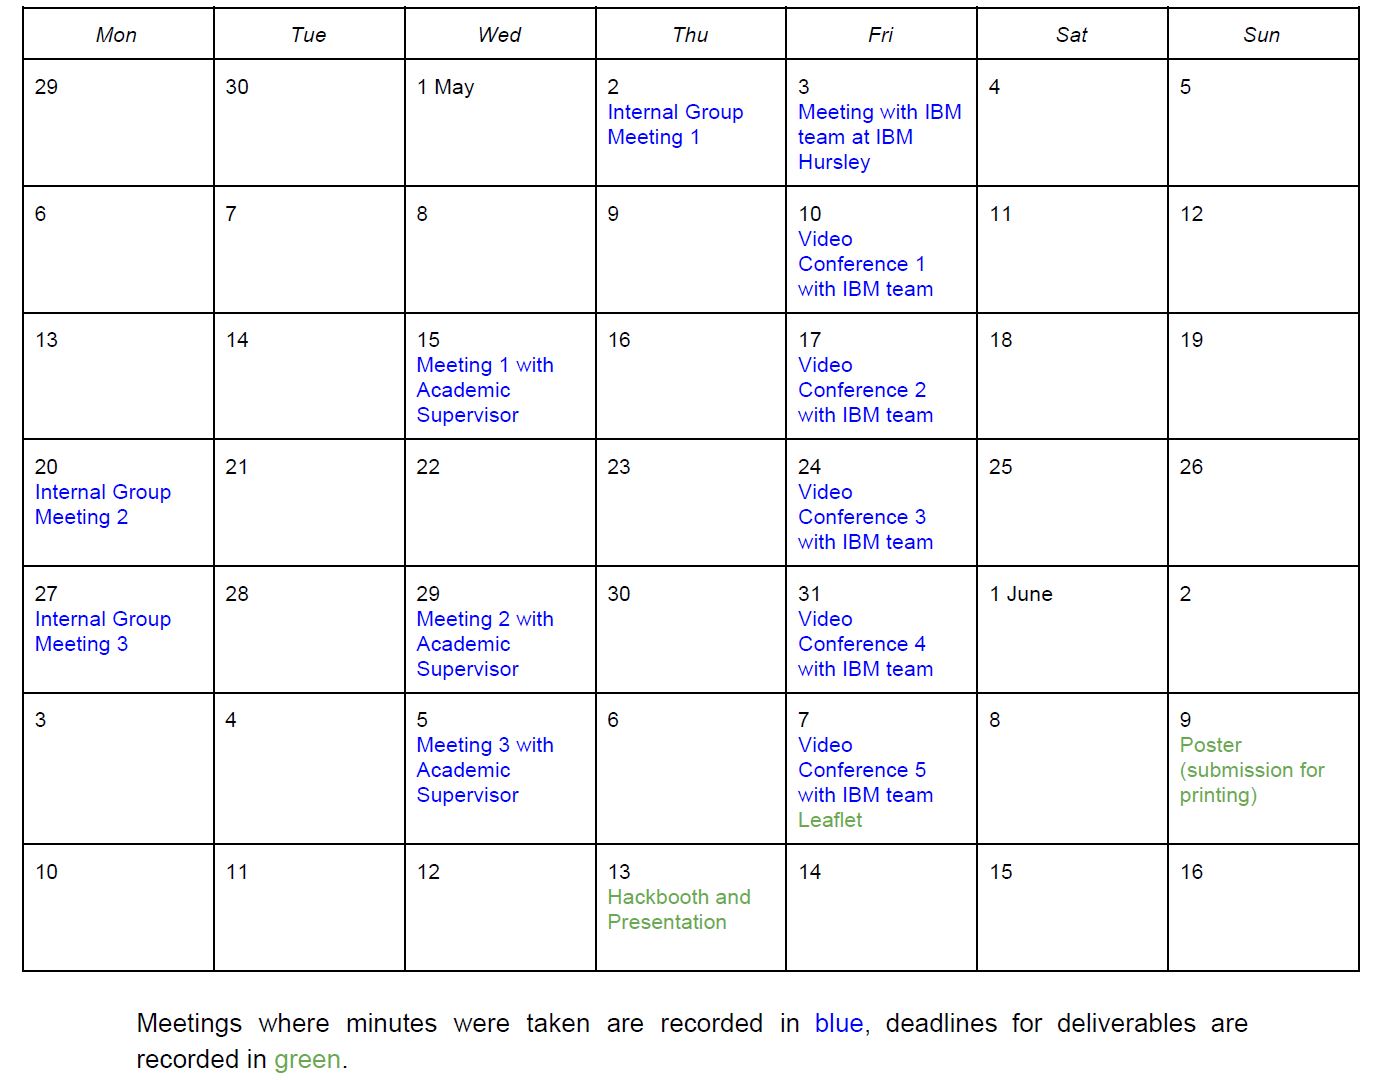 Mon Tue Wed Thu Fri Sat Sun
29 30 1 May 2 3 4 5
Internal Group Meeting with IBM
Meeting 1 team at IBM
Hursley
6 7 8 9 10 11 12
Video
Conference 1
with IBM team
13 14 15 16 17 18 19
Meeting 1 with Video
Academic Conference 2
Supervisor with IBM team
20 21 22 23 24 25 26
Internal Group Video
Meeting 2 Conference 3
with IBM team
27 28 29 30 31 1 June 2
Internal Group Meeting 2 with Video
Meeting 3 Academic Conference 4
Supervisor with IBM team
3 4 5 6 7 8 9
Meeting 3 with Video Poster
Academic Conference 5 (submission for
Supervisor with IBM team printing)
Leaflet
10 11 12 13 14 15 16
Hackbooth and
Presentation
Meetings where minutes were taken are recorded in blue, deadlines for deliverables are
recorded in green.